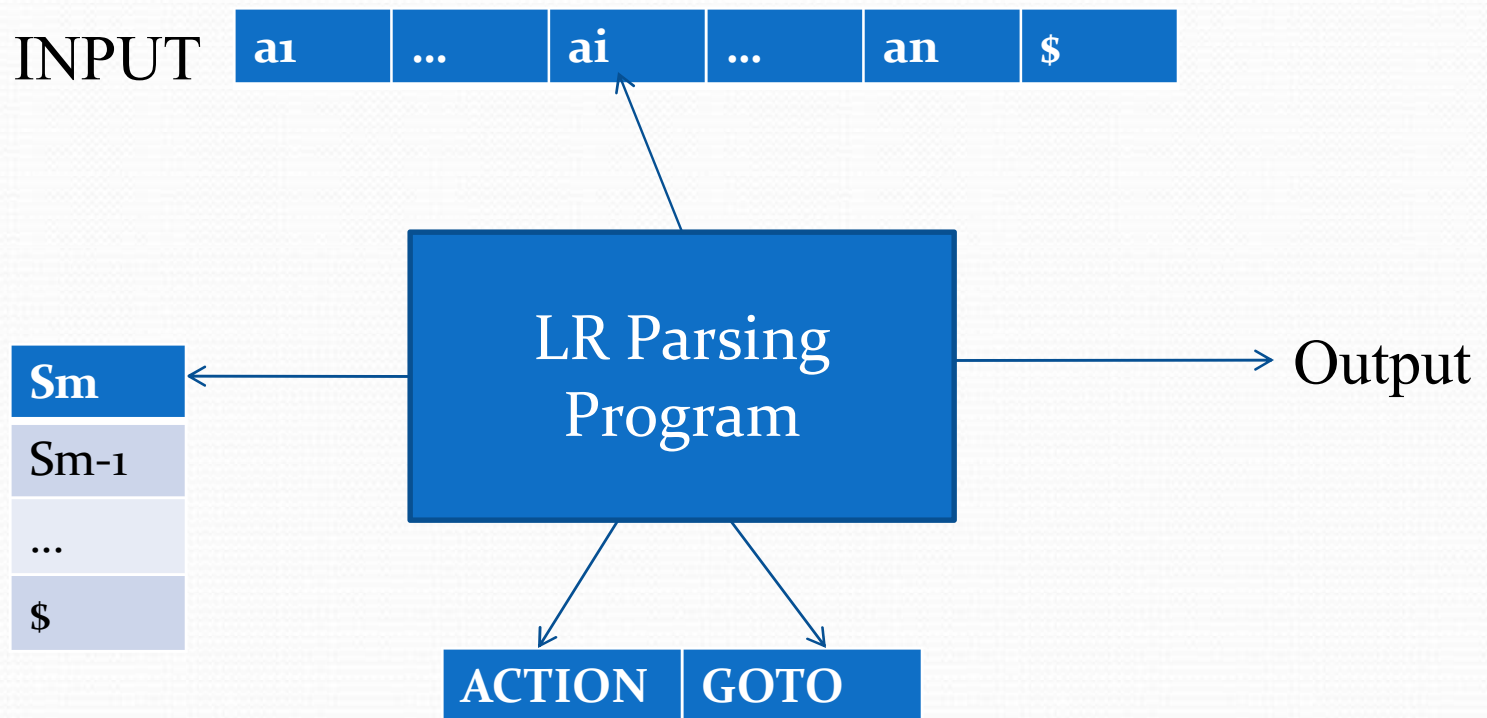 INPUT a1 ... ai ... an $
LR Parsing
Program
Output
Sm
Sm-1
...
$
ACTION GOTO